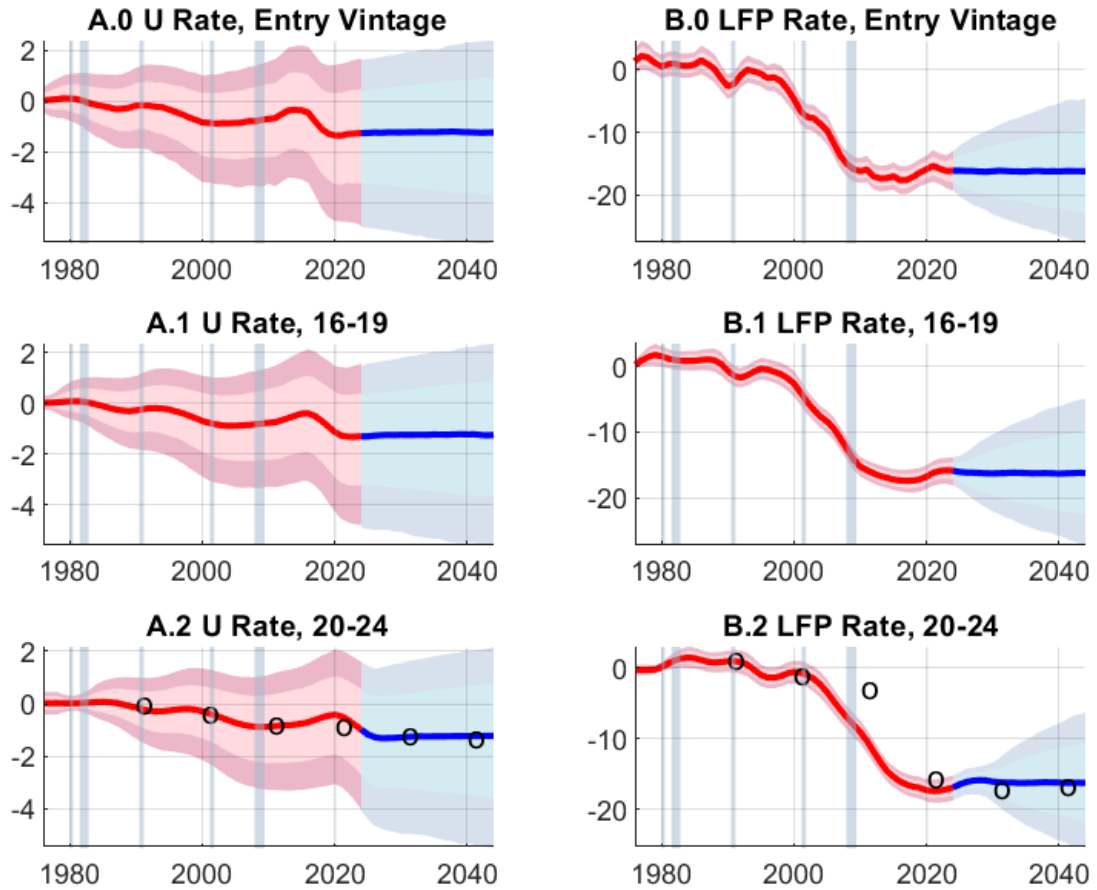 A.0 U Rate, Entry Vintage
2
0
-2
-4
1980 2000 2020 2040
B.0 LFP Rate, Entry Vintage
0
-10
-20
1980 2000 2020 2040
A.1 U Rate, 16-19
2
0
-2
-4
1980 2000 2020 2040
B.1 LFP Rate, 16-19
0
-10
-20
1980 2000 2020 2040
A.2 U Rate, 20-24
2
0
-2
-4
1980 2000 2020 2040
B.2 LFP Rate, 20-24
0
-10
-20
1980 2000 2020 2040